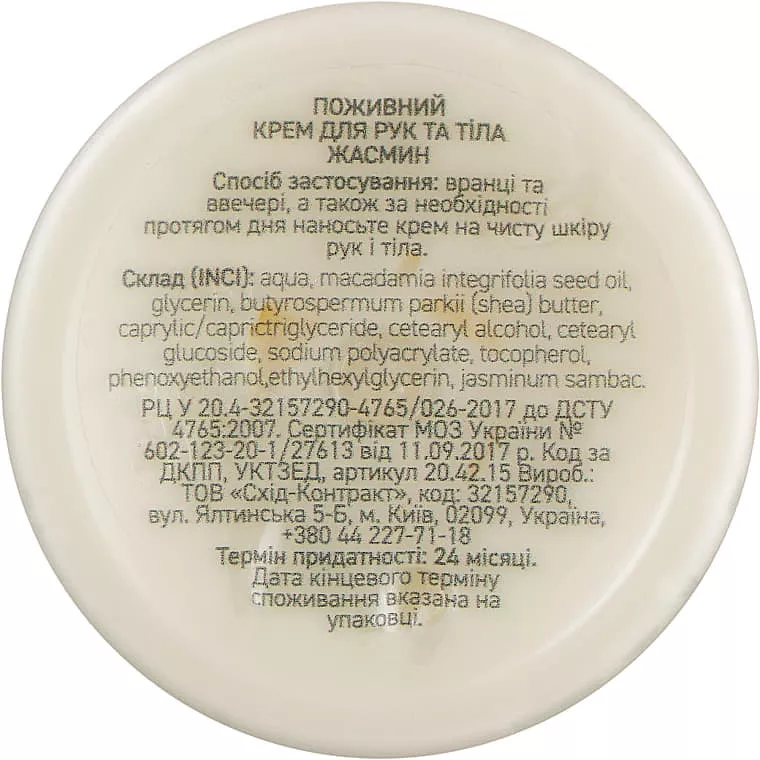 ПОЖИВНИЙ
КРЕМ ДЛЯ РУК ТА ТІЛА
ЖАСМИН
Спосіб застосування: вранці та
ввечері, а також за необхідності
протягом дня наносьте крем на чисту шкіру
рук і тіла.
Склад (INCI): aqua, macadamia integrifolia seed oil,
glycerin, butyrospermum parkii (shea) butter,
caprylic/caprictriglyceride, cetearyl alcohol, cetearyl
glucoside, sodium polyacrylate, tocopherol,
phenoxyethanol,ethylhexylglycerin, jasminum sambac.
РЦ У 20.4-32157290-4765/026-2017 до ДСТУ
4765:2007. Сертифікат МОЗ України №
602-123-20-1/27613 від 11.09.2017 р. Код за
ДКПП, УКТЗЕД, артикул 20.42.15 Вироб.:
ТОВ «Схід-Контракт», код: 32157290,
вул. Ялтинська 5-Б, м. Київ, 02099, Україна,
+380 44 227-71-18
Термін придатності: 24 місяці.
Дата кінцевого терміну
споживання вказана на
упаковці.